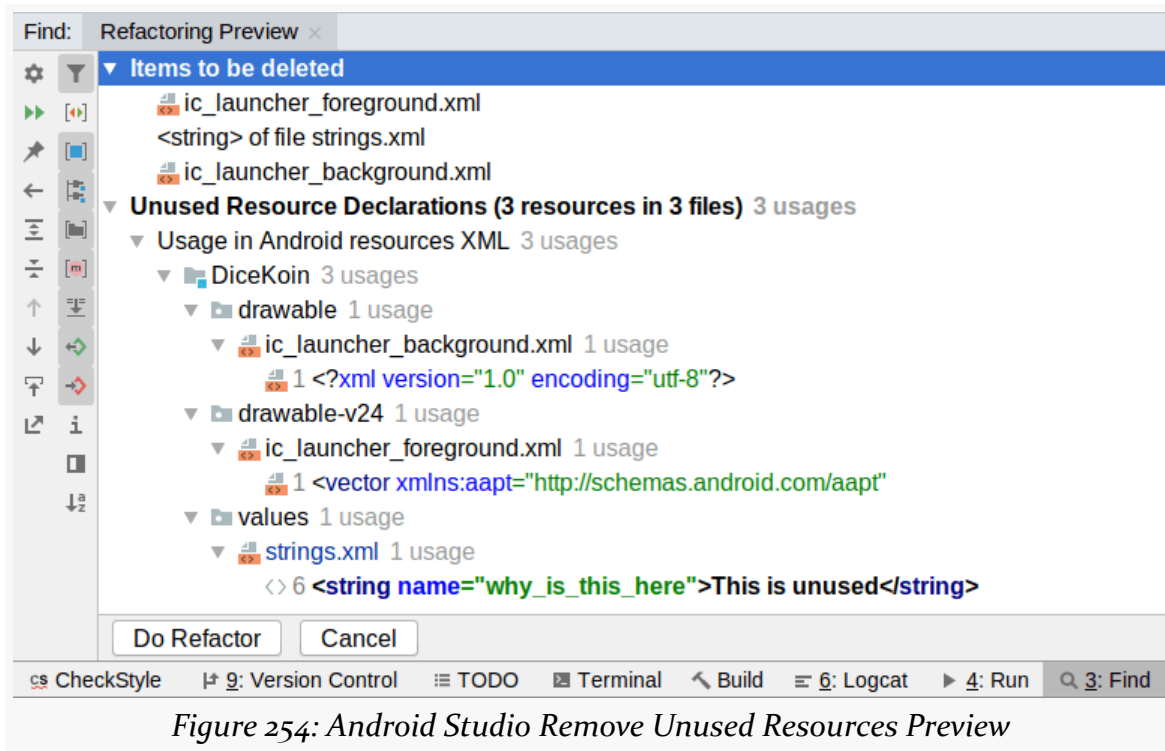 Find: Refactoring Preview
Items to be deleted
ic_launcher_foreground.xml
<string> of file strings.xml
ic_launcher_background.xml
Unused Resource Declarations (3 resources in 3 files) 3 usages
Usage in Android resources XML 3 usages
DiceKoin 3 usages
drawable 1 usage
ic_launcher_background.xml 1 usage
1 <?xml version="1.0" encoding="utf-8"?>
drawable-v24 1 usage
ic_launcher_foreground.xml 1 usage
1 <vector xmlns:aapt="http://schemas.android.com/aapt"
values 1 usage
strings.xml 1 usage
6 <string name="why_is_this_here">This is unused</string>
Do Refactor Cancel
CS CheckStyle 9: Version Control TODO Terminal Build 6: Logcat 4: Run 3: Find
Figure 254: Android Studio Remove Unused Resources Preview